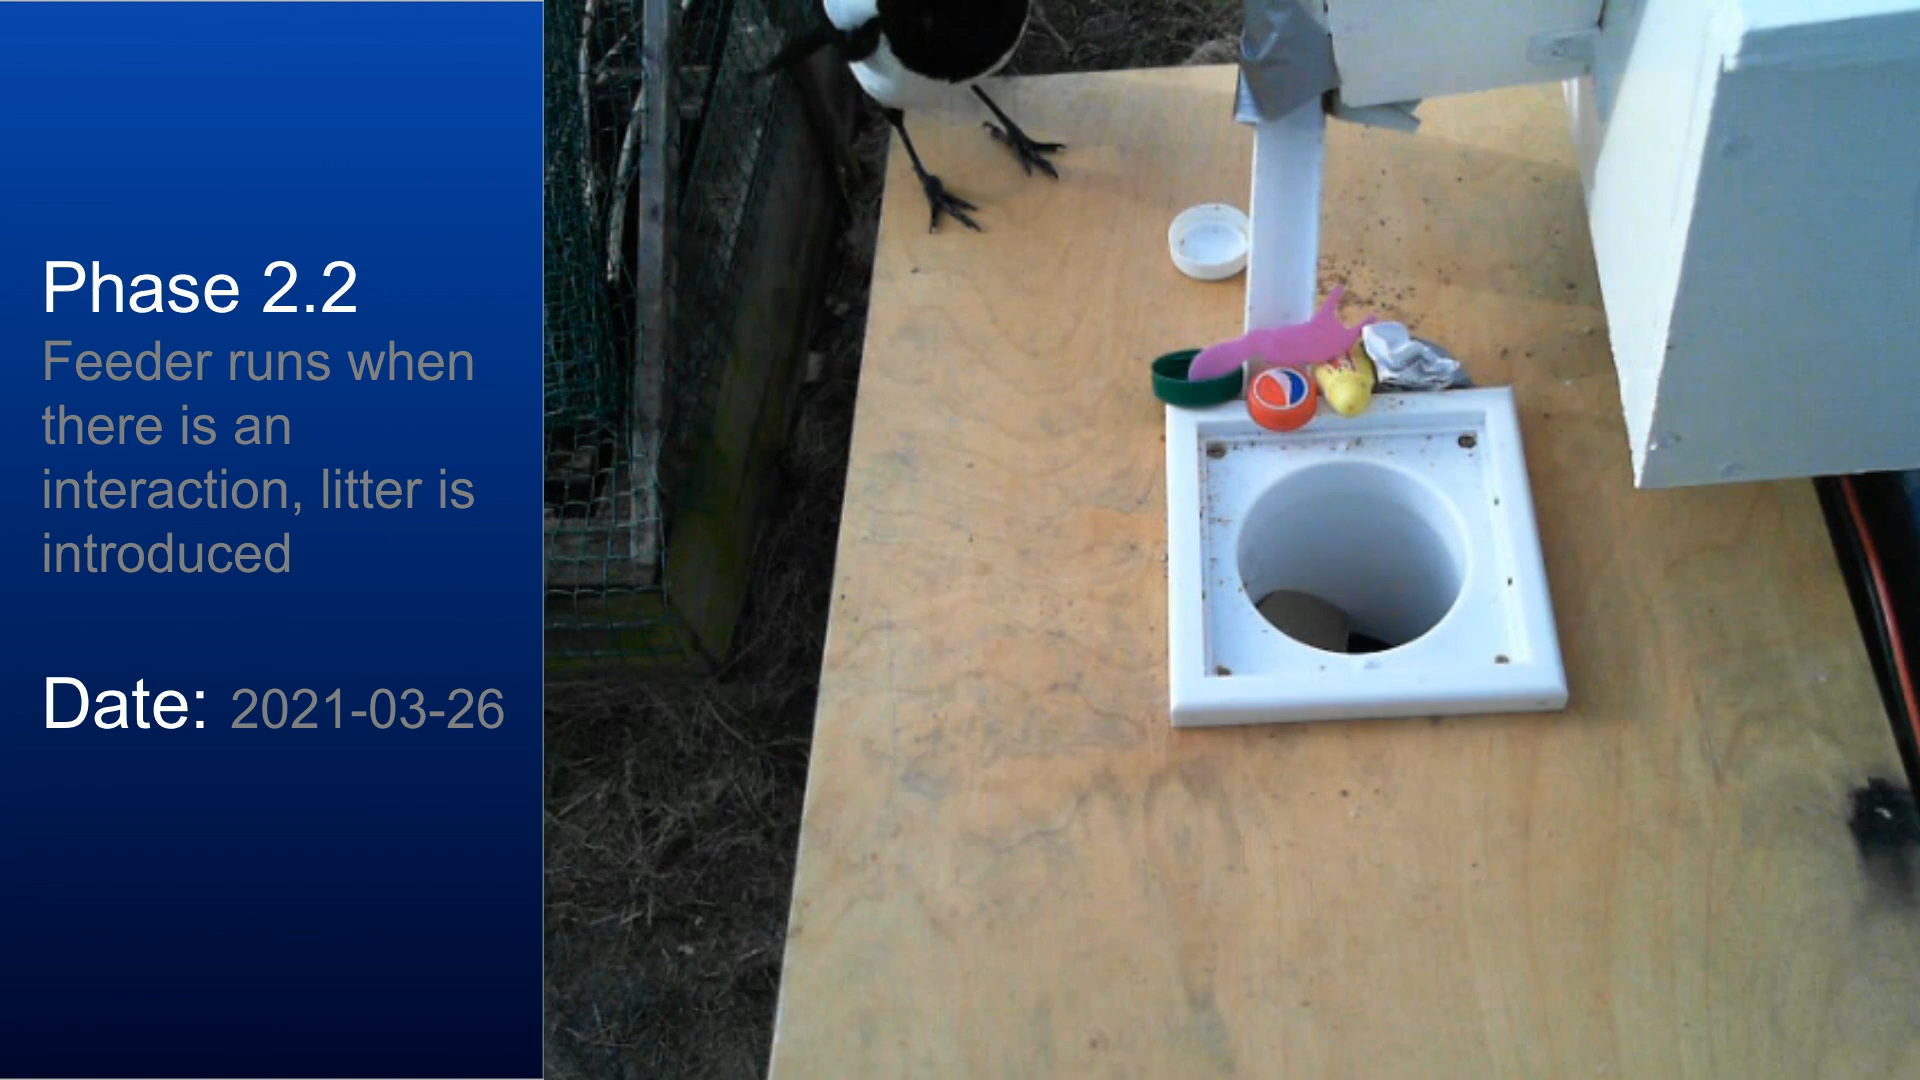 Phase 2.2
Feeder runs when
there is an
interaction, litter is
introduced
Date: 2021-03-26